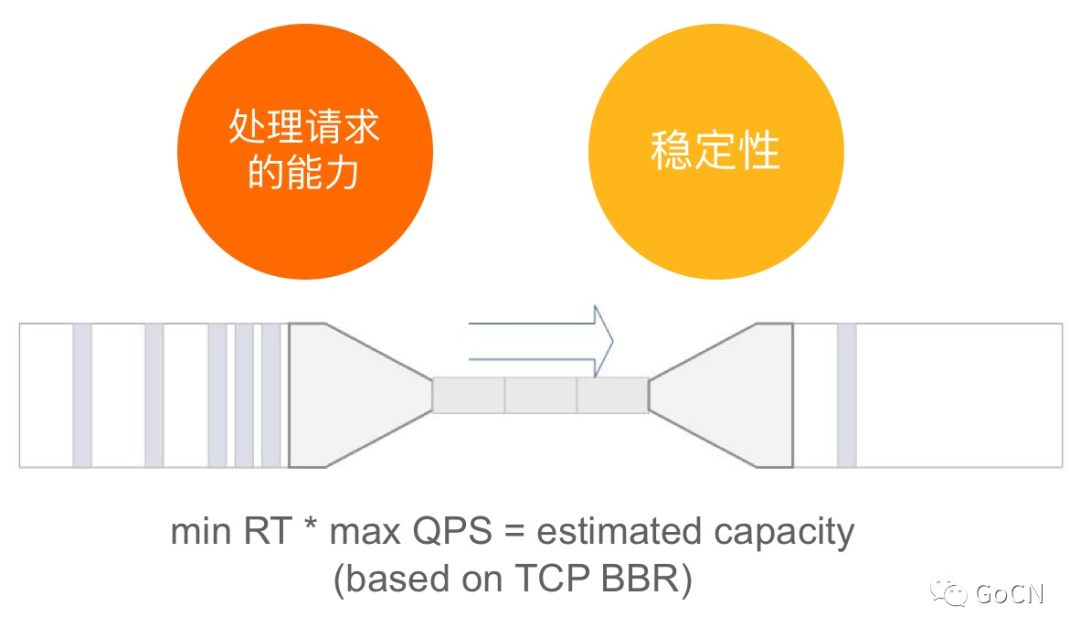 处理请求
的能力
稳定性
min RT * max QPS = estimated capacity
(based on TCP BBR)
GoCN